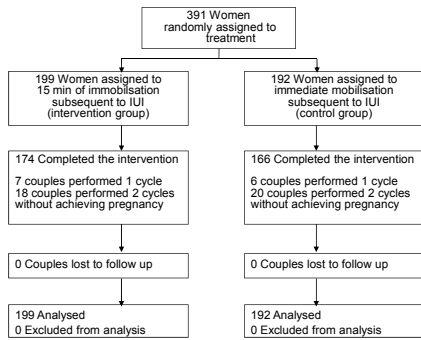 391 Women
randomly assigned to
treatment
199 Women assigned to
15 min of immobilisation
subsequent to IUI
(intervention group)
192 Women assigned to
immediate mobilisation
subsequent to IUI
(control group)
174 Completed the intervention
7 couples performed 1 cycle
18 couples performed 2 cycles
without achieving pregnancy
166 Completed the intervention
6 couples performed 1 cycle
20 couples performed 2 cycles
without achieving pregnancy
0 Couples lost to follow up
0 Couples lost to follow up
199 Analysed
0 Excluded from analysis
192 Analysed
0 Excluded from analysis